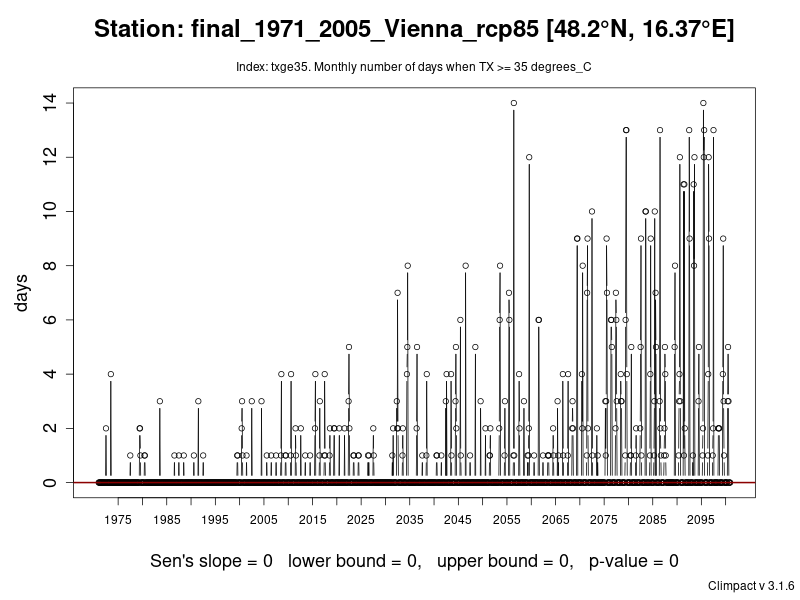 Station: final_1971_2005_Vienna_rcp85 [48.2°N, 16.37°E]
Index: txge35. Monthly number of days when TX >= 35 degrees_C
14
12
10
8
6
4
2
0
days
1975 1985 1995 2005 2015 2025 2035 2045 2055 2065 2075 2085 2095
Sen's slope = 0 lower bound = 0, upper bound = 0, p-value = 0
Climpact v 3.1.6